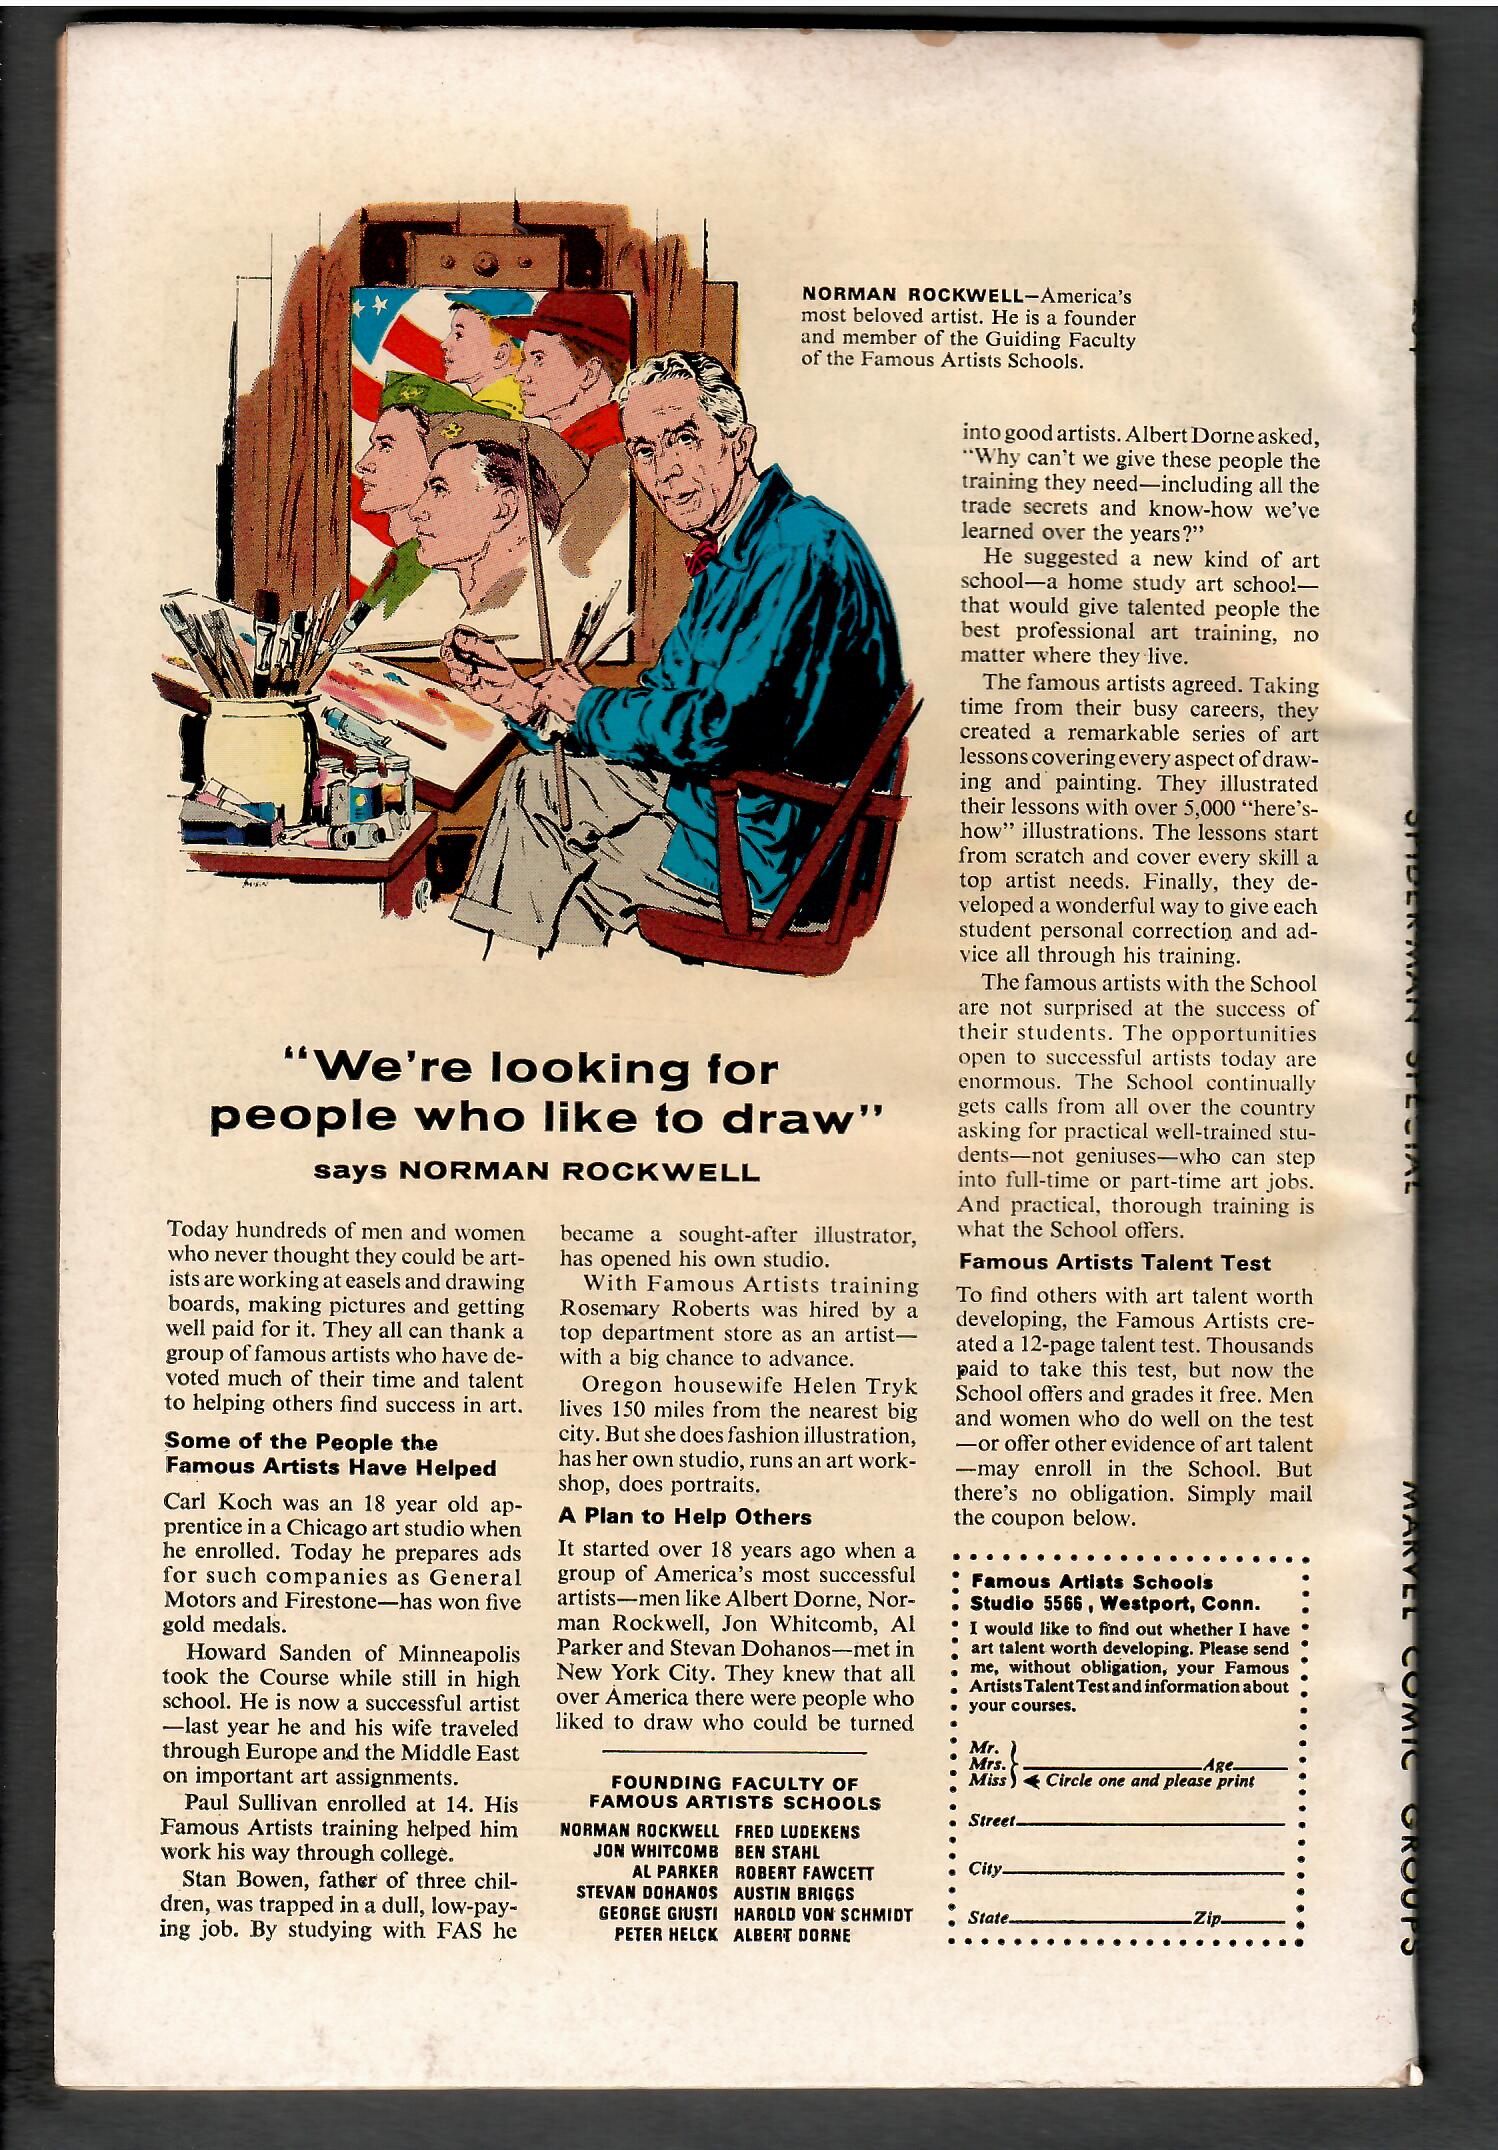 NORMAN ROCKWELL—America's
most beloved artist. He is a founder
and member of the Guiding Faculty
of the Famous Artists Schools.
“We're looking for
people who like to draw”
says NORMAN ROCKWELL
Today hundreds of men and women
who never thought they could be art-
ists are working at easels and drawing
boards, making pictures and getting
well paid for it. They all can thank a
group of famous artists who have de-
voted much of their time and talent
to helping others find success in art.
Some of the People the
Famous Artists Have Helped
Carl Koch was an 18 year old ap-
prentice in a Chicago art studio when
he enrolled. Today he prepares ads
for such companies as General
Motors and Firestone—has won five
gold medals.
Howard Sanden of Minneapolis
took the Course while still in high
school. He is now a successful artist
—last year he and his wife traveled
through Europe and the Middle East
on important art assignments.
Paul Sullivan enrolled at 14. His
Famous Artists training helped him
work his way through college.
Stan Bowen, father of three chil-
dren, was trapped in a dull, low-pay-
ing job. By studying with FAS he
became a sought-after illustrator,
has opened his own studio.
With Famous Artists training
Rosemary Roberts was hired by a
top department store as an artist—
with a big chance to advance.
Oregon housewife Helen Tryk
lives 150 miles from the nearest big
city. But she does fashion illustration,
has her own studio, runs an art work-
shop, does portraits.
A Plan to Help Others
It started over 18 years ago when a
group of America's most successful
artists—men like Albert Dorne, Nor-
man Rockwell, Jon Whitcomb, Al
Parker and Stevan Dohanos—met in
New York City. They knew that all
over America there were people who
liked to draw who could be turned
FOUNDING FACULTY OF
FAMOUS ARTISTS SCHOOLS
NORMAN ROCKWELL FRED LUDEKENS
JON WHITCOMB BEN STAHL
AL PARKER ROBERT FAWCETT
STEVAN DOHANOS AUSTIN BRIGGS
GEORGE GIUSTI HAROLD VON SCHMIDT
PETER HELCK ALBERT DORNE
into good artists. Albert Dorne asked,
“Why can't we give these people the
training they need—including all the
trade secrets and know-how we've
learned over the years?”
He suggested a new kind of art
school—a home study art school—
that would give talented people the
best professional art training, no
matter where they live.
The famous artists agreed. Taking
time from their busy careers, they
created a remarkable series of art
lessons covering every aspect of draw-
ing and painting. They illustrated
their lessons with over 5,000 “here's-
how” illustrations. The lessons start
from scratch and cover every skill a
top artist needs. Finally, they de-
veloped a wonderful way to give each
student personal correction and ad-
vice all through his training.
The famous artists with the School
are not surprised at the success of
their students. The opportunities
open to successful artists today are
enormous. The School continually
gets calls from all over the country
asking for practical well-trained stu-
dents—not geniuses—who can step
into full-time or part-time art jobs.
And practical, thorough training is
what the School offers.
Famous Artists Talent Test
To find others with art talent worth
developing, the Famous Artists cre-
ated a 12-page talent test. Thousands
paid to take this test, but now the
School offers and grades it free. Men
and women who do well on the test
—or offer other evidence of art talent
—may enroll in the School. But
there's no obligation. Simply mail
the coupon below.
Famous Artists Schools
Studio 5566, Westport, Conn.
I would like to find out whether I have
art talent worth developing. Please send
me, without obligation, your Famous
Artists Talent Test and information about
your courses.
Mr.
Mrs. Age
Miss Circle one and please print
Street
City
State Zip
SPIDERMAN SPECIAL
MARVEL COMIC GROUPS